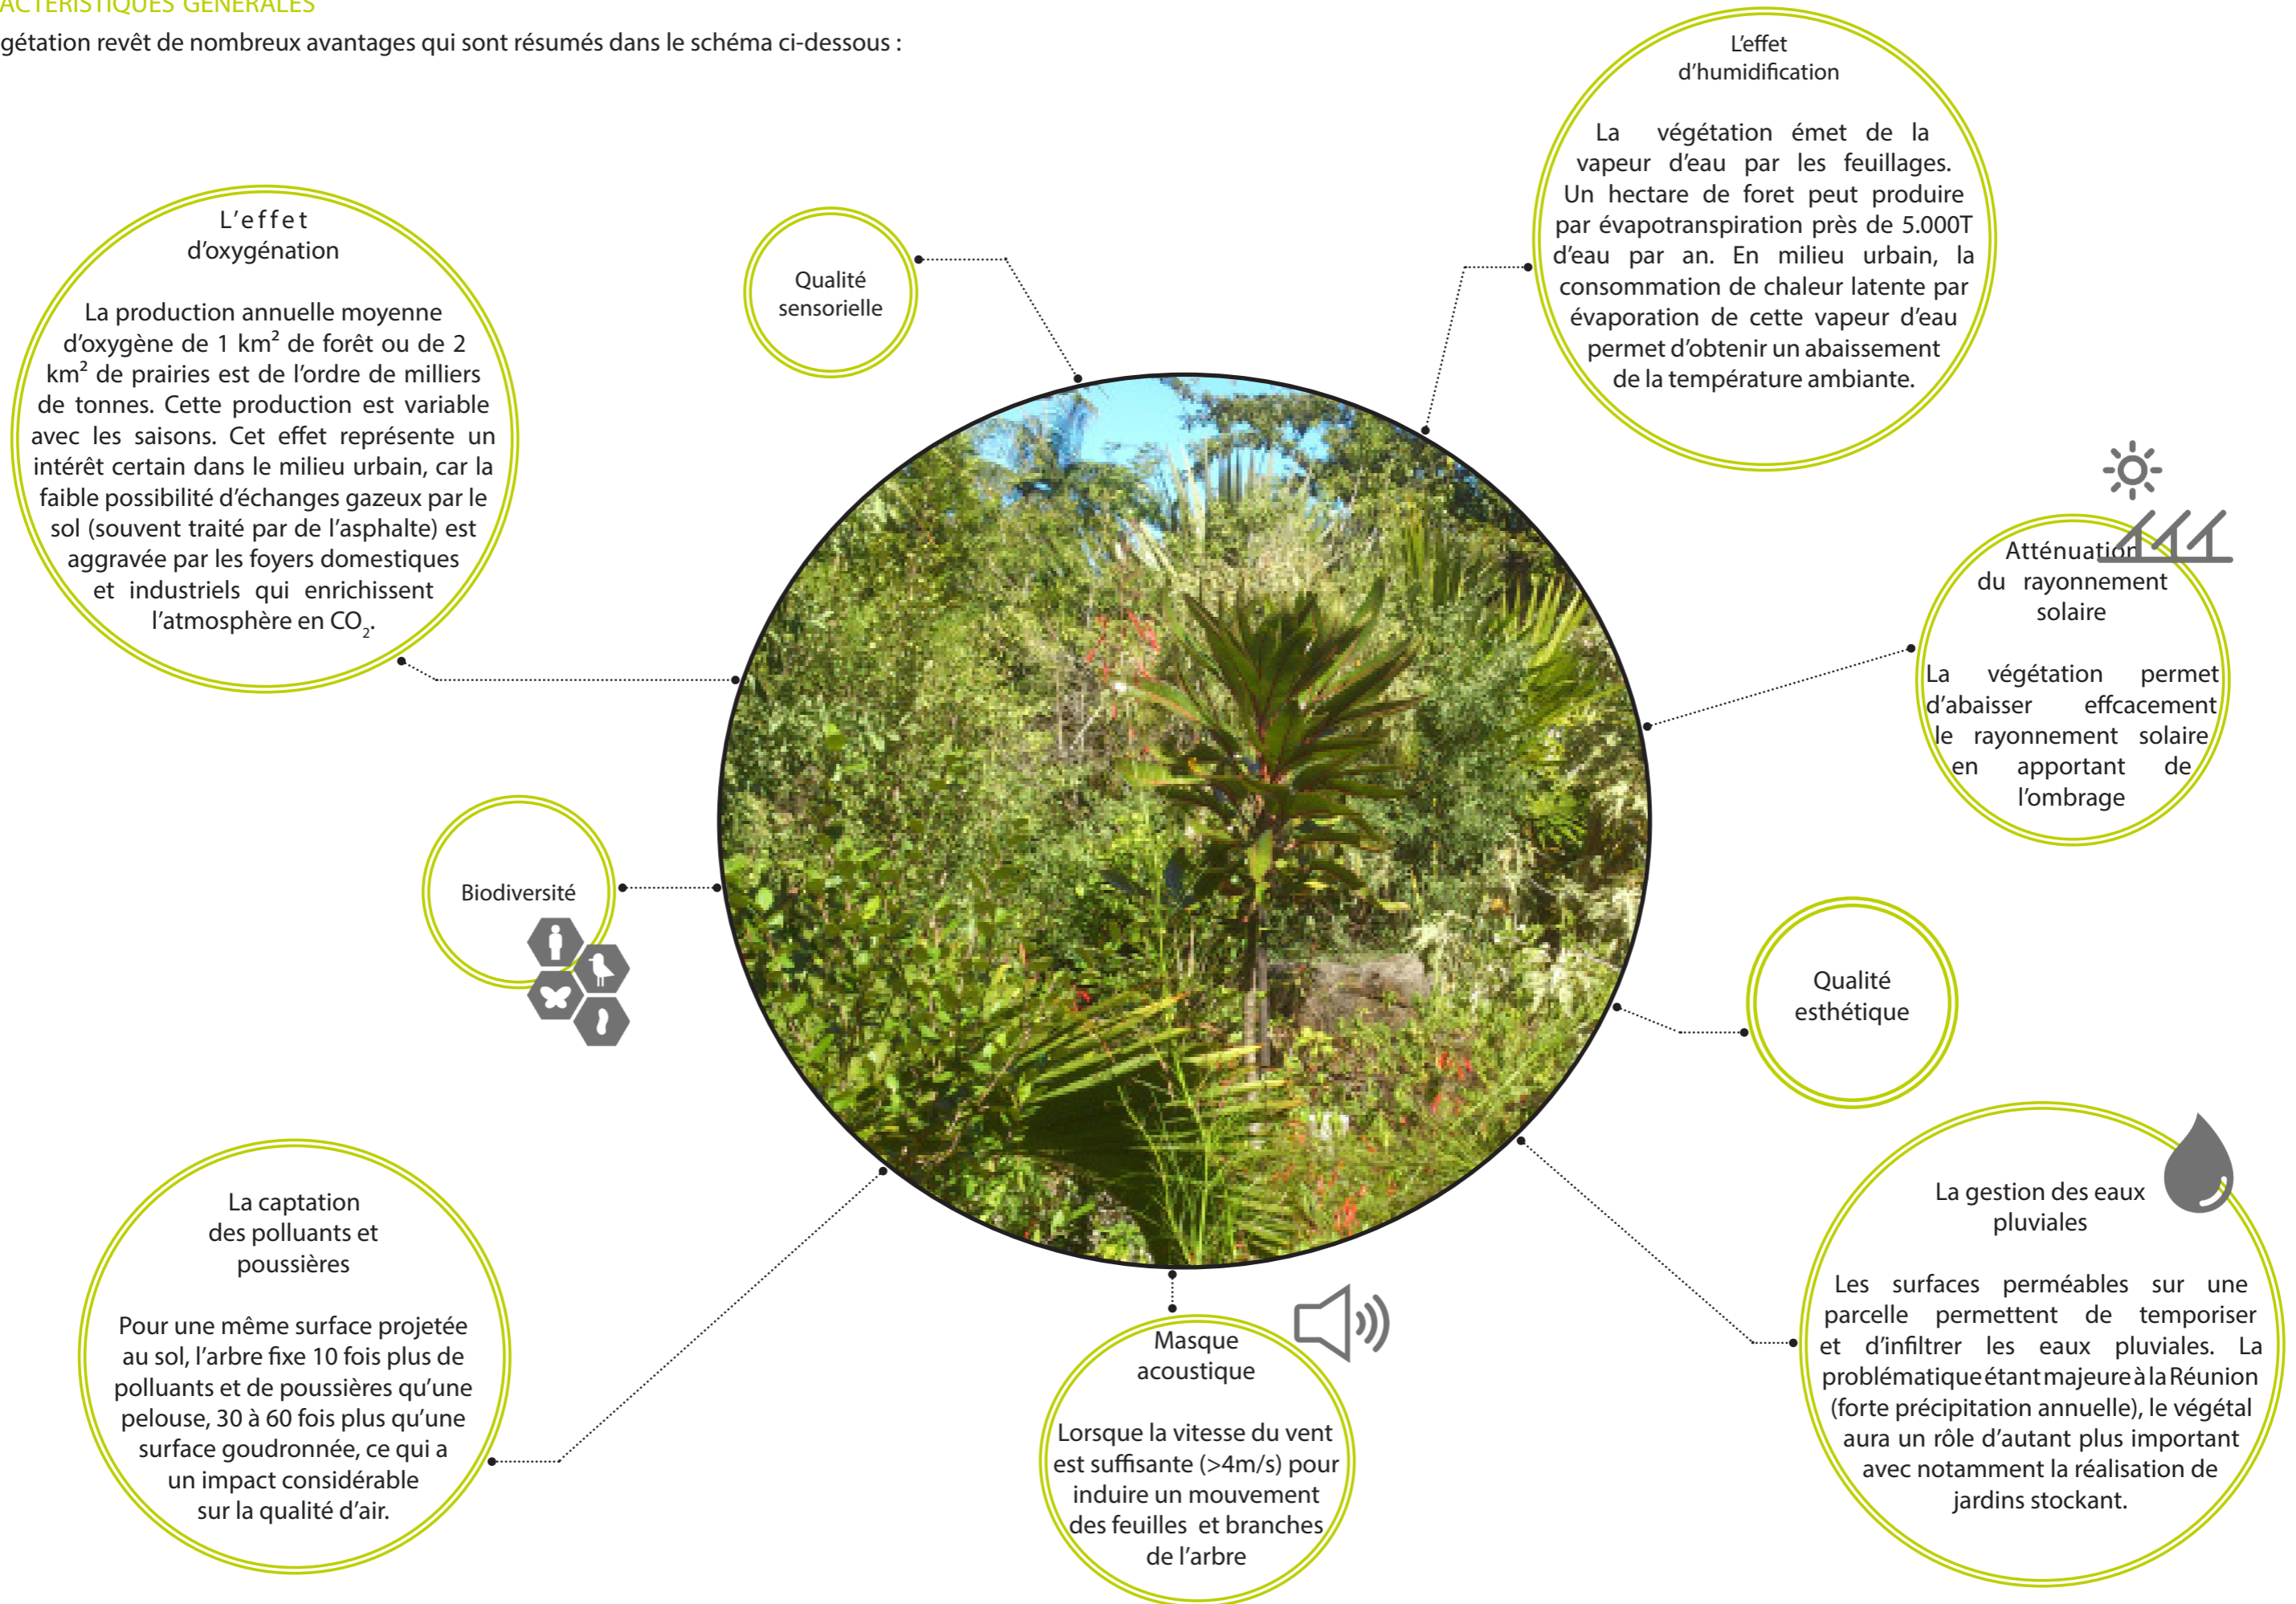 ACTÉRISTIQUES GÉNÉRALES
gétation revêt de nombreux avantages qui sont résumés dans le schéma ci-dessous :
L'effet
d'humidification
La végétation émet de la
vapeur d'eau par les feuillages.
Un hectare de foret peut produire
par évapotranspiration près de 5.000T
d'eau par an. En milieu urbain, la
consommation de chaleur latente par
évaporation de cette vapeur d'eau
permet d'obtenir un abaissement
de la température ambiante.
L'effet
d'oxygénation
La production annuelle moyenne
d'oxygène de 1 km² de forêt ou de 2
km² de prairies est de l'ordre de milliers
de tonnes. Cette production est variable
avec les saisons. Cet effet représente un
intérêt certain dans le milieu urbain, car la
faible possibilité d'échanges gazeux par le
sol (souvent traité par de l'asphalte) est
aggravée par les foyers domestiques
et industriels qui enrichissent
l'atmosphère en CO₂.
Qualité
sensorielle
Atténuation
du rayonnement
solaire
La végétation permet
d'abaisser effcacement
le rayonnement solaire
en apportant de
l'ombrage
Biodiversité
Qualité
esthétique
La captation
des polluants et
poussières
Pour une même surface projetée
au sol, l'arbre fixe 10 fois plus de
polluants et de poussières qu'une
pelouse, 30 à 60 fois plus qu'une
surface goudronnée, ce qui a
un impact considérable
sur la qualité d'air.
Masque
acoustique
Lorsque la vitesse du vent
est suffisante (>4m/s) pour
induire un mouvement
des feuilles et branches
de l'arbre
La gestion des eaux
pluviales
Les surfaces perméables sur une
parcelle permettent de temporiser
et d'infiltrer les eaux pluviales. La
problématique étant majeure à la Réunion
(forte précipitation annuelle), le végétal
aura un rôle d'autant plus important
avec notamment la réalisation de
jardins stockant.